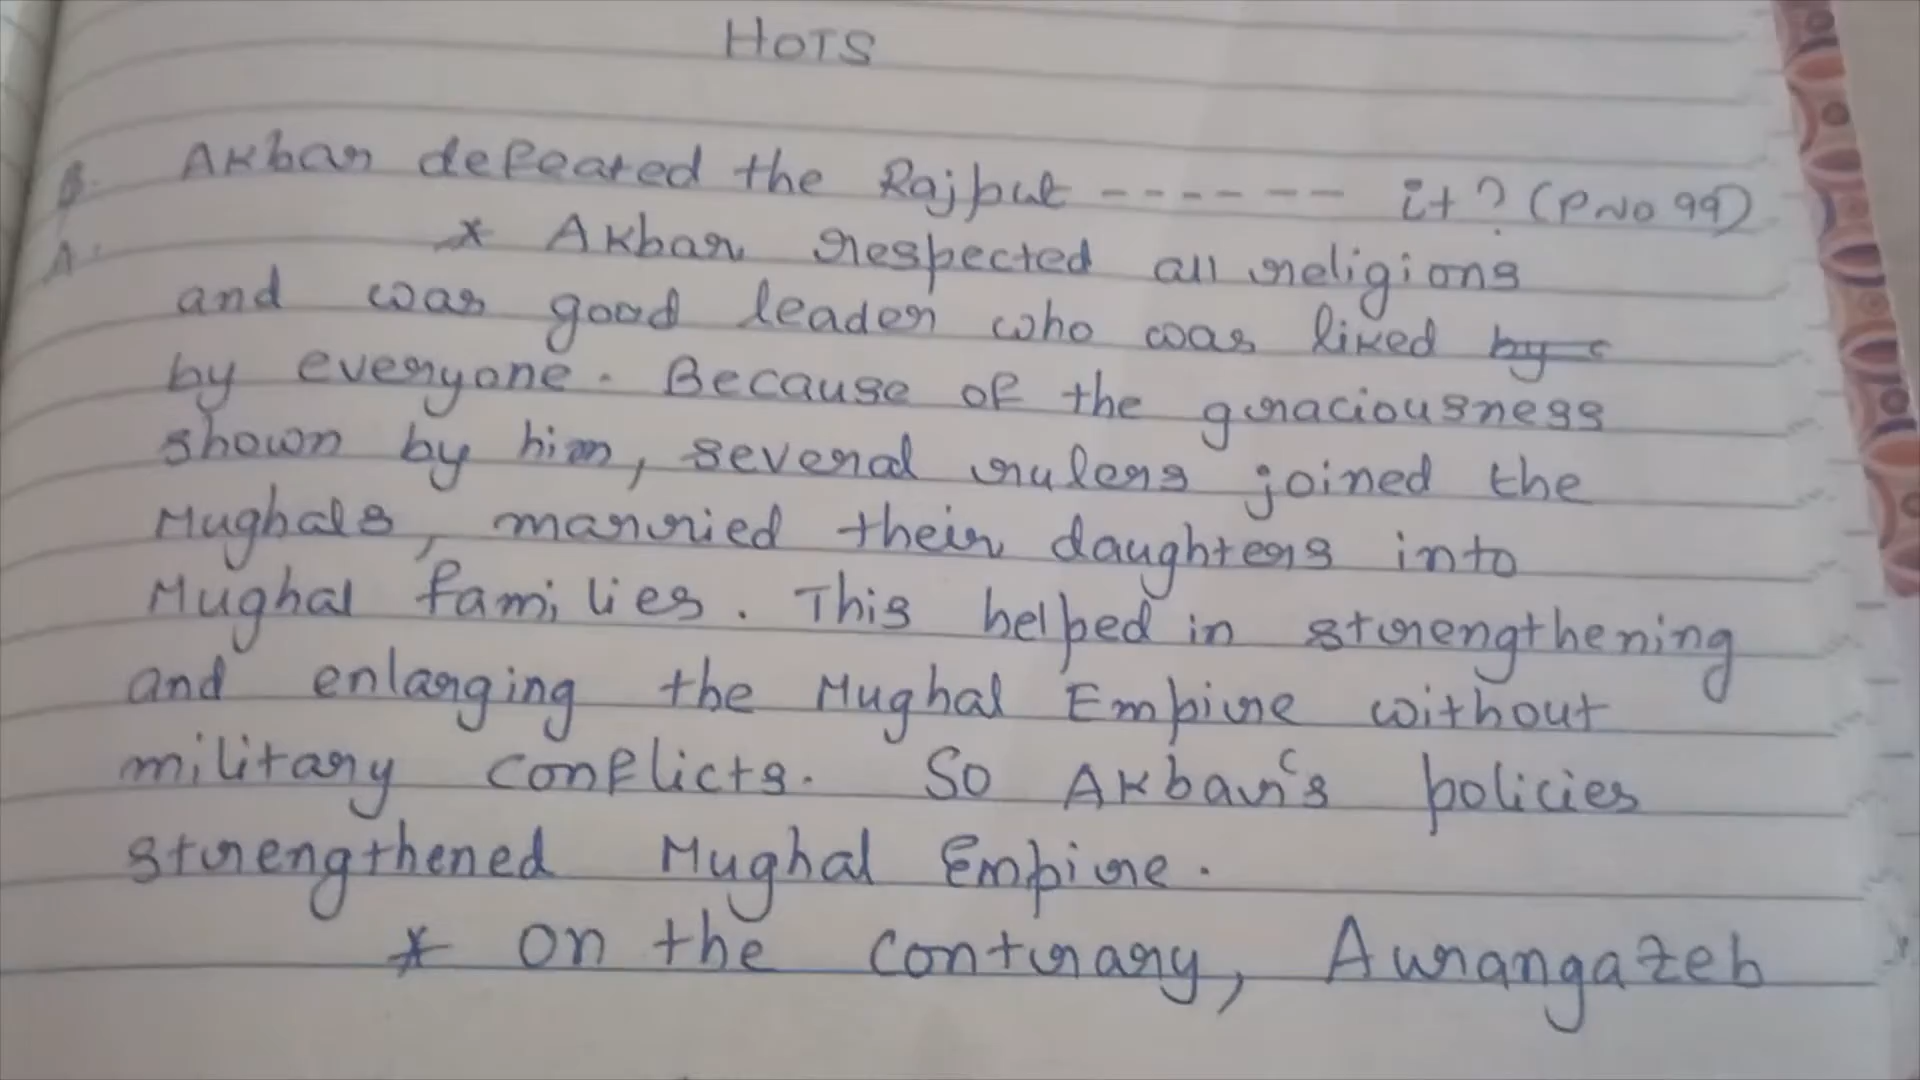 HOTS
Q. Akbar defeated the Rajput ------ it? (P No 99)
A. * Akbar respected all religions
and was good leader who was liked by
by everyone. Because of the graciousness
shown by him, several rulers joined the
Mughals, married their daughters into
Mughal families. This helped in strengthening
and enlarging the Mughal Empire without
military conflicts. So Akbar's policies
strengthened Mughal Empire.
* On the contrary, Aurangazeb